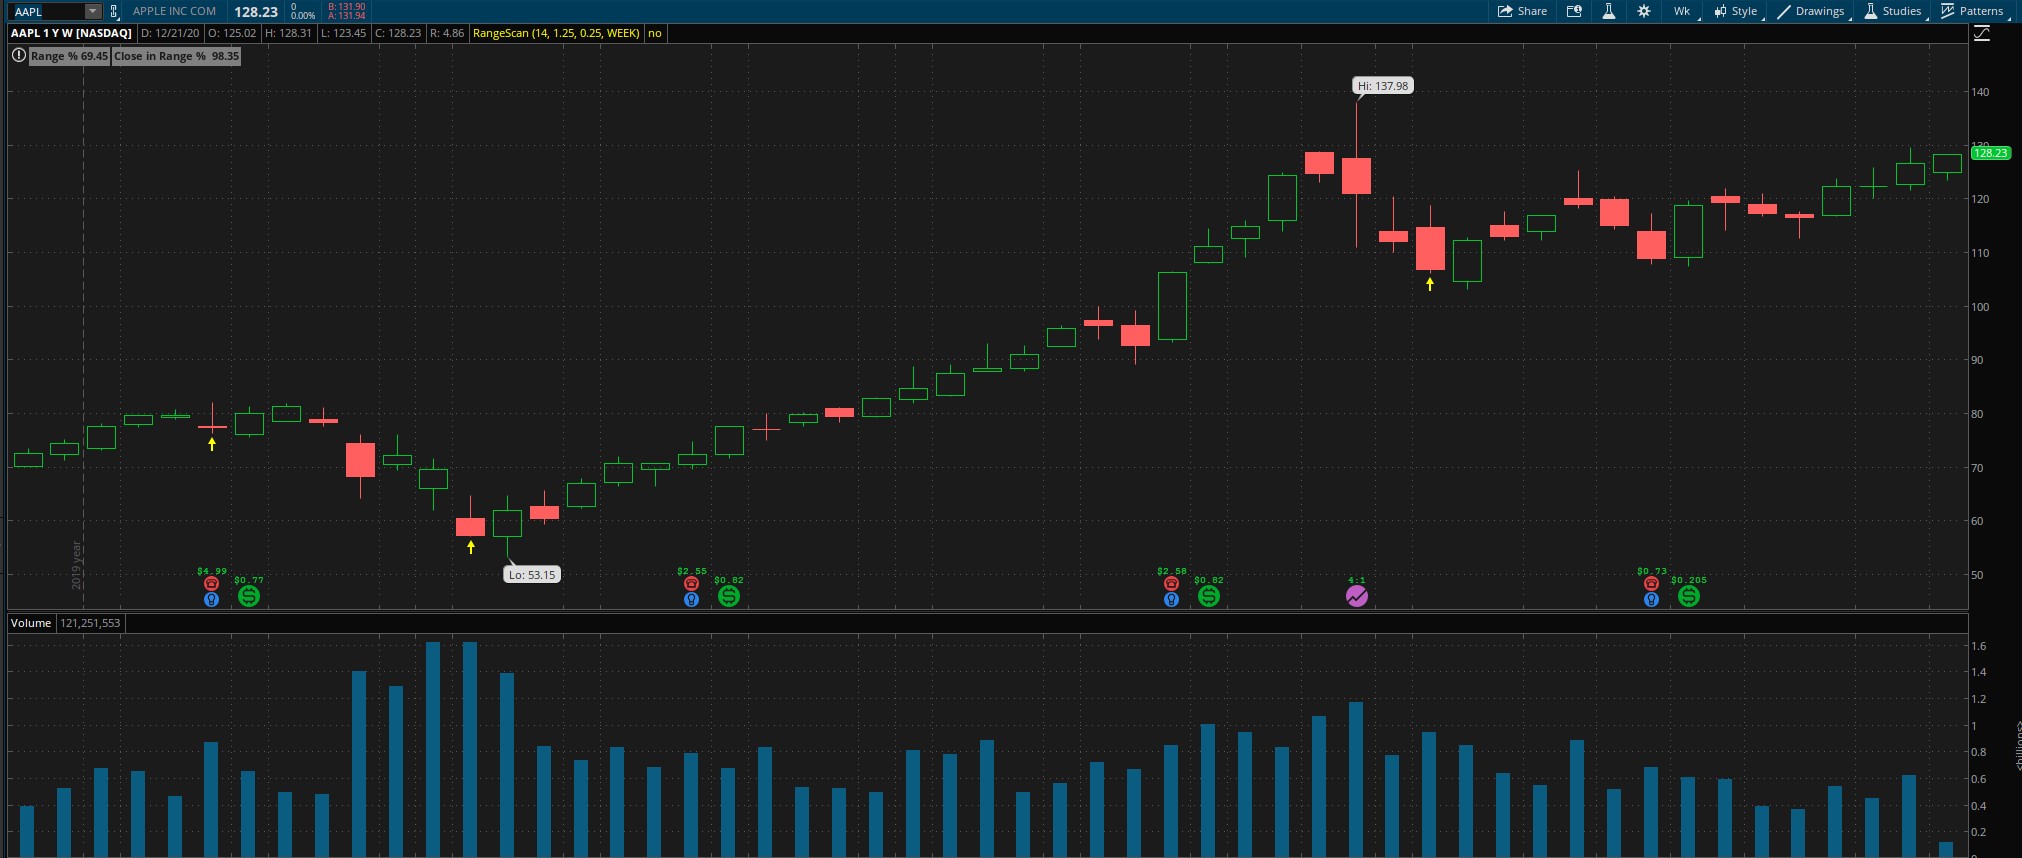 AAPL APPLE INC COM 128.23 0 0.00% B: 131.90 A: 131.94 Share Wk Style Drawings Studies Patterns
AAPL 1 Y W [NASDAQ] D: 12/21/20 O: 125.02 H: 128.31 L: 123.45 C: 128.23 R: 4.86 RangeScan (14, 1.25, 0.25, WEEK) no
Range % 69.45 Close in Range % 98.35
Hi: 137.98
140
130
128.23
120
110
100
90
80
70
60
50
2019 year
Lo: 53.15
$4.99 $0.77 $2.55 $0.82 $2.58 $0.82 4:1 $0.73 $0.205
Volume 121,251,553
1.6
1.4
1.2
1
0.8
0.6
0.4
0.2
<billions>